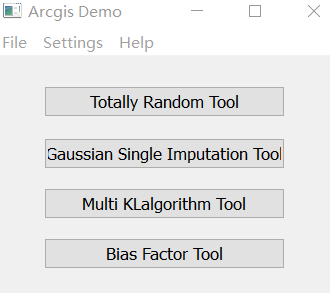 Arcgis Demo
File Settings Help
Totally Random Tool
Gaussian Single Imputation Tool
Multi KLalgorithm Tool
Bias Factor Tool